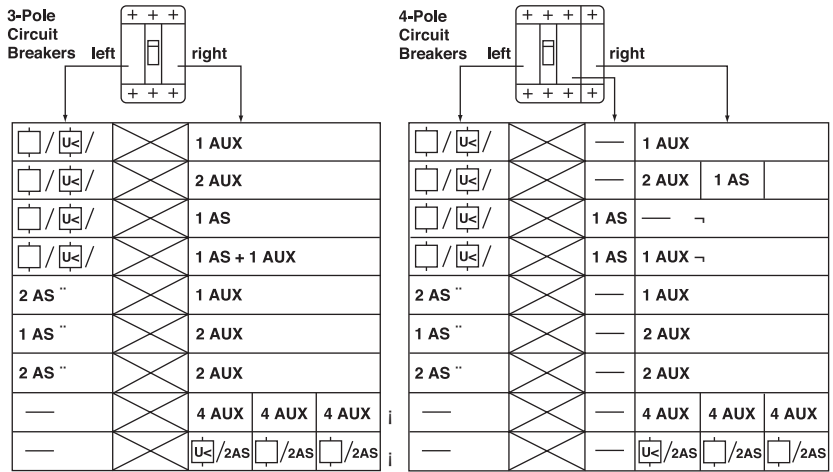 3-Pole
Circuit
Breakers left right
+ + +
+ + +
U< 1 AUX
U< 2 AUX
U< 1 AS
U< 1 AS + 1 AUX
2 AS ¨ 1 AUX
1 AS ¨ 2 AUX
2 AS ¨ 2 AUX
— 4 AUX 4 AUX 4 AUX ¡
— U< /2AS /2AS /2AS ¡
4-Pole
Circuit
Breakers left right
+ + + +
+ + + +
/ U< / — 1 AUX
/ U< / — 2 AUX 1 AS
/ U< / 1 AS — ¬
/ U< / 1 AS 1 AUX ¬
2 AS ¨ — 1 AUX
1 AS ¨ — 2 AUX
2 AS ¨ — 2 AUX
— — 4 AUX 4 AUX 4 AUX
— — U< /2AS /2AS /2AS